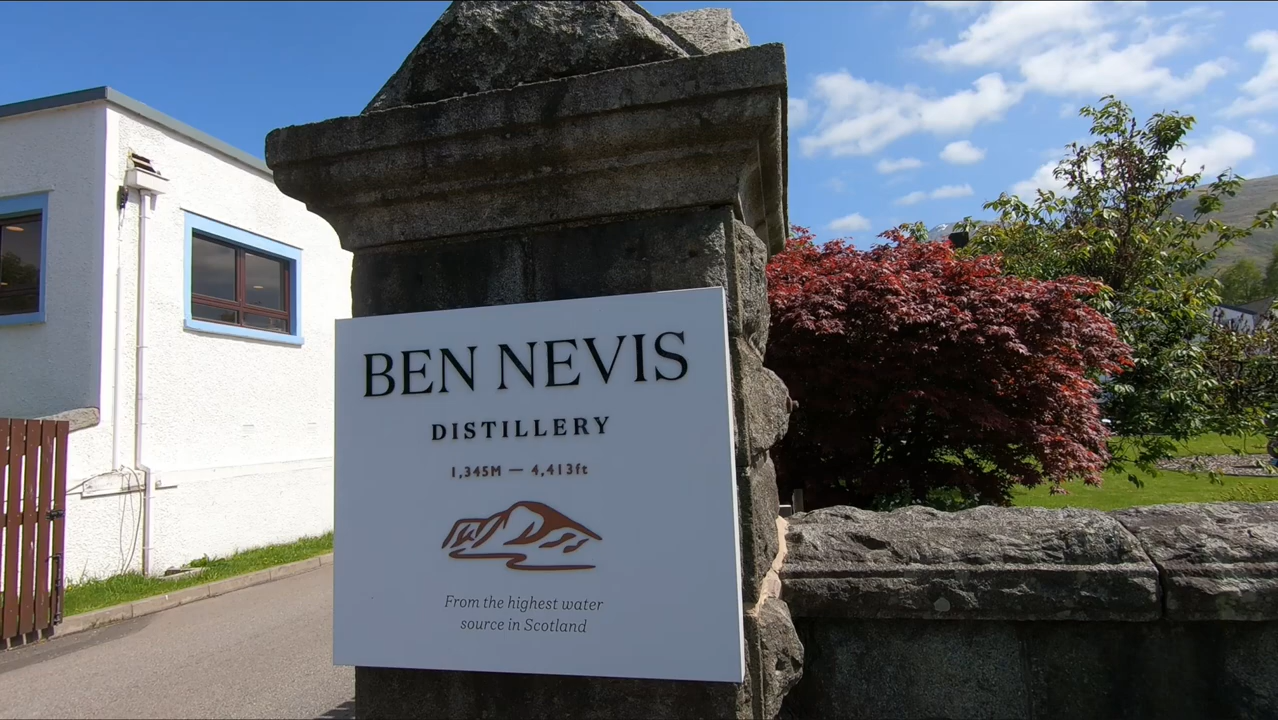 BEN NEVIS
DISTILLERY
1,345M — 4,413ft
From the highest water
source in Scotland